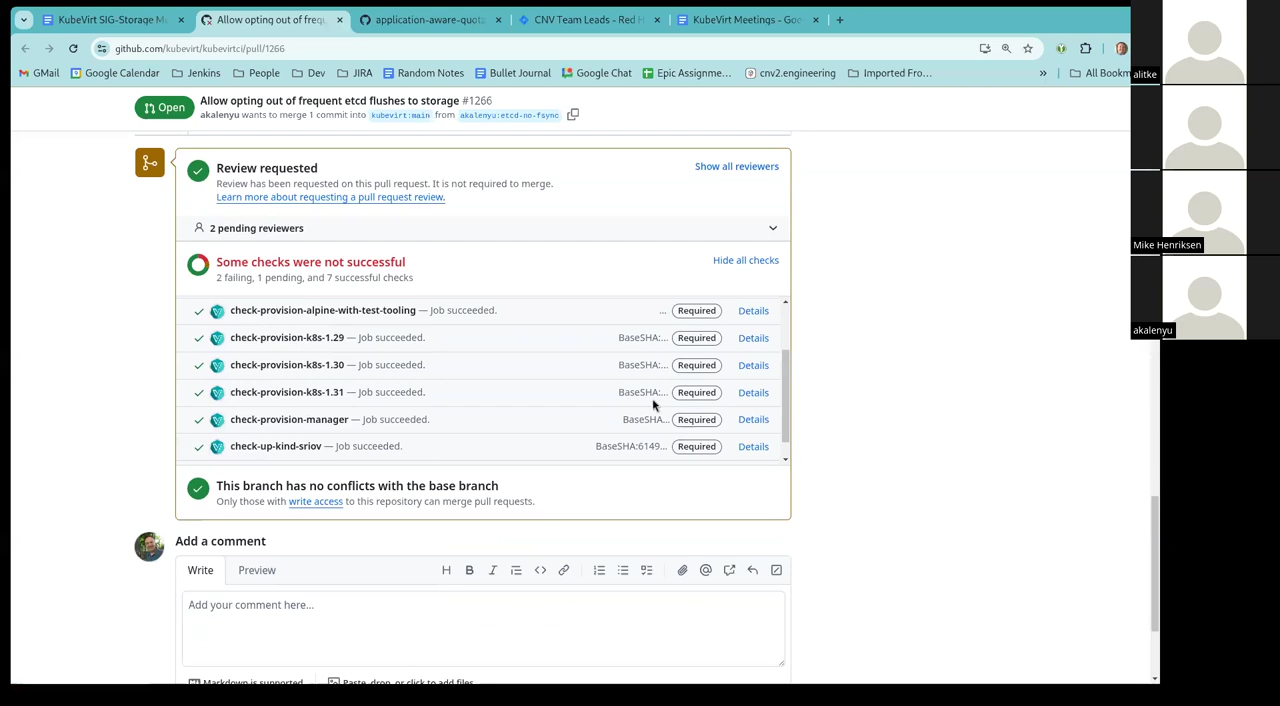 KubeVirt SIG-Storage M
Allow opting out of freq
application-aware-quota
CNV Team Leads - Red H
KubeVirt Meetings - Goo
github.com/kubevirt/kubevirtci/pull/1266
GMail
Google Calendar
Jenkins
People
Dev
JIRA
Random Notes
Bullet Journal
Google Chat
Epic Assignme…
cnv2.engineering
Imported Fro…
»
All Bookm
Open
Allow opting out of frequent etcd flushes to storage #1266
akalenyu wants to merge 1 commit into kubevirt:main from akalenyu:etcd-no-fsync
Review requested
Show all reviewers
Review has been requested on this pull request. It is not required to merge.
Learn more about requesting a pull request review.
2 pending reviewers
Some checks were not successful
Hide all checks
2 failing, 1 pending, and 7 successful checks
check-provision-alpine-with-test-tooling — Job succeeded. ... Required Details
check-provision-k8s-1.29 — Job succeeded. BaseSHA:... Required Details
check-provision-k8s-1.30 — Job succeeded. BaseSHA:... Required Details
check-provision-k8s-1.31 — Job succeeded. BaseSHA:... Required Details
check-provision-manager — Job succeeded. BaseSHA... Required Details
check-up-kind-sriov — Job succeeded. BaseSHA:6149... Required Details
This branch has no conflicts with the base branch
Only those with write access to this repository can merge pull requests.
Add a comment
Write
Preview
Add your comment here...
Markdown is supported
Paste, drop, or click to add files
alitke
Mike Henriksen
akalenyu